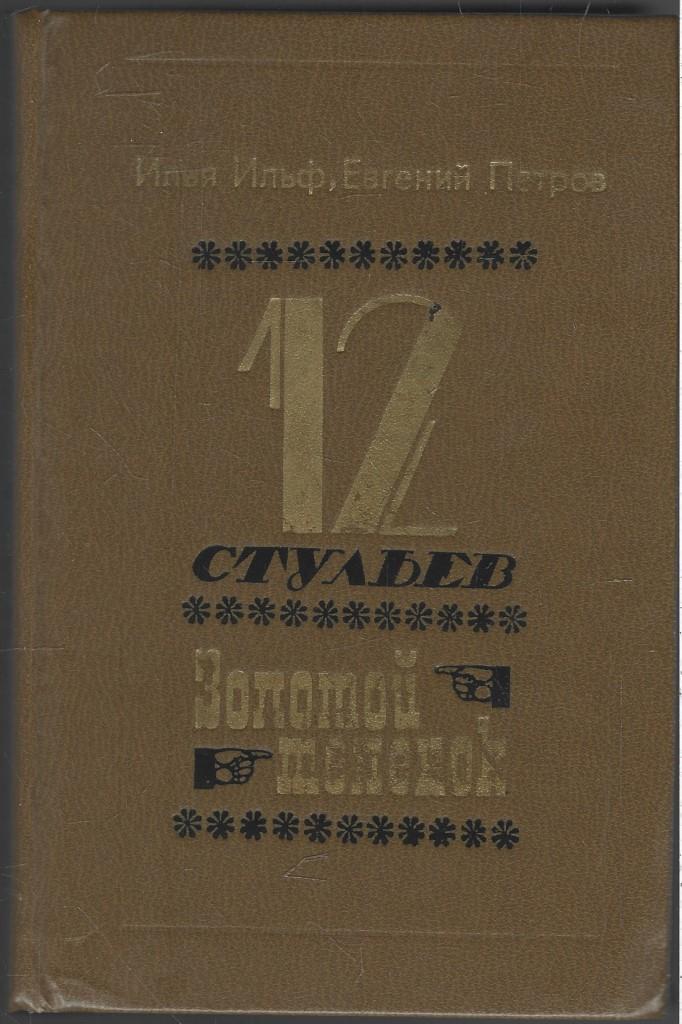 Илья Ильф, Евгений Петров
12
СТУЛЬЕВ
Золотой
теленок